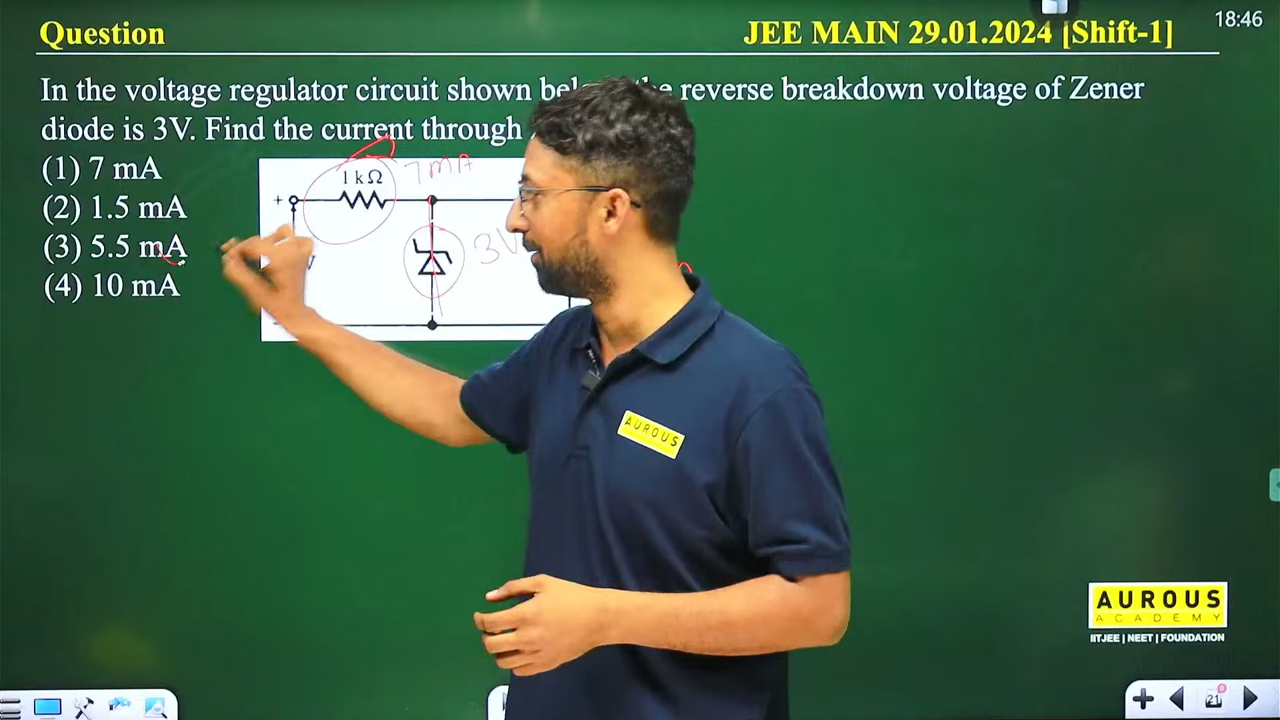 18:46
Question
JEE MAIN 29.01.2024 [Shift-1]
In the voltage regulator circuit shown reverse breakdown voltage of Zener
diode is 3V. Find the current through
(1) 7 mA
(2) 1.5 mA
(3) 5.5 mA
(4) 10 mA
1 kΩ
7mA
+
3V
AUROUS
AUROUS
ACADEMY
IITJEE | NEET | FOUNDATION
21